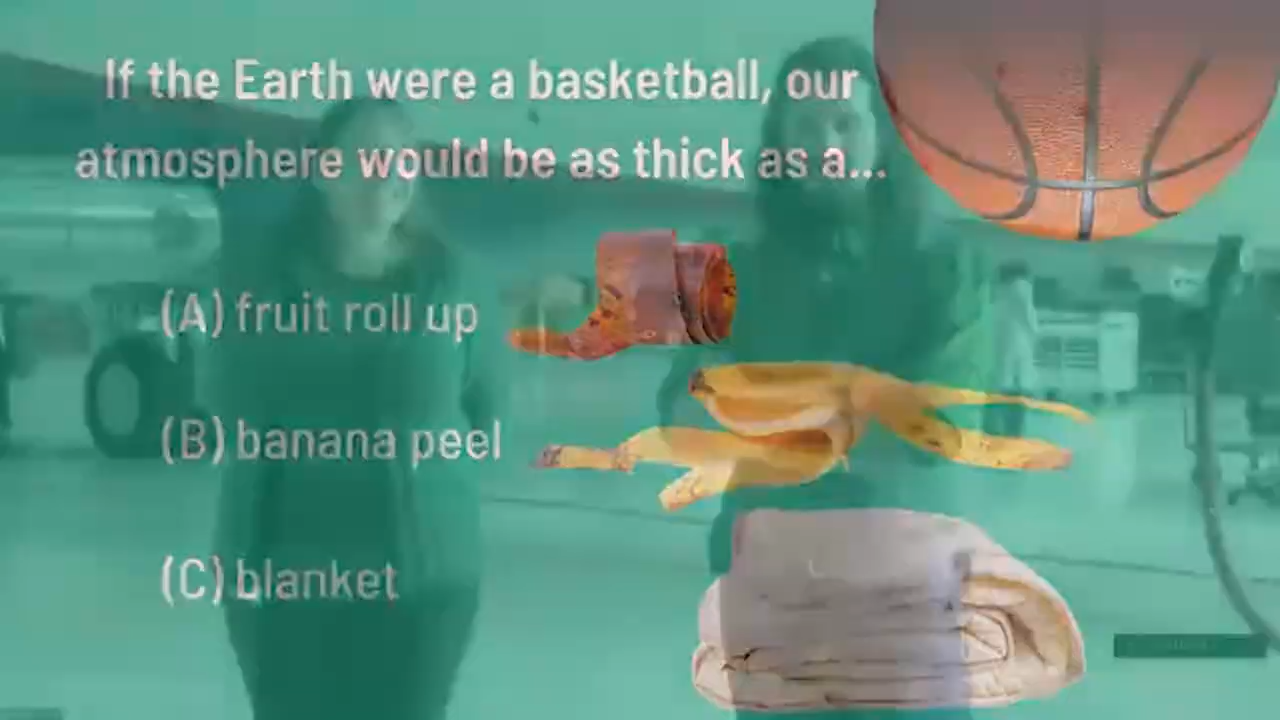 If the Earth were a basketball, our
atmosphere would be as thick as a...
(A) fruit roll up
(B) banana peel
(C) blanket